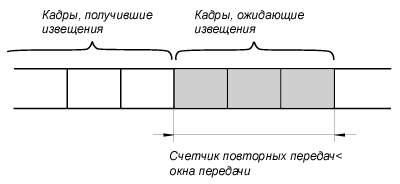 Кадры, получившие
извещения
Кадры, ожидающие
извещения
Счетчик повторных передач<
окна передачи